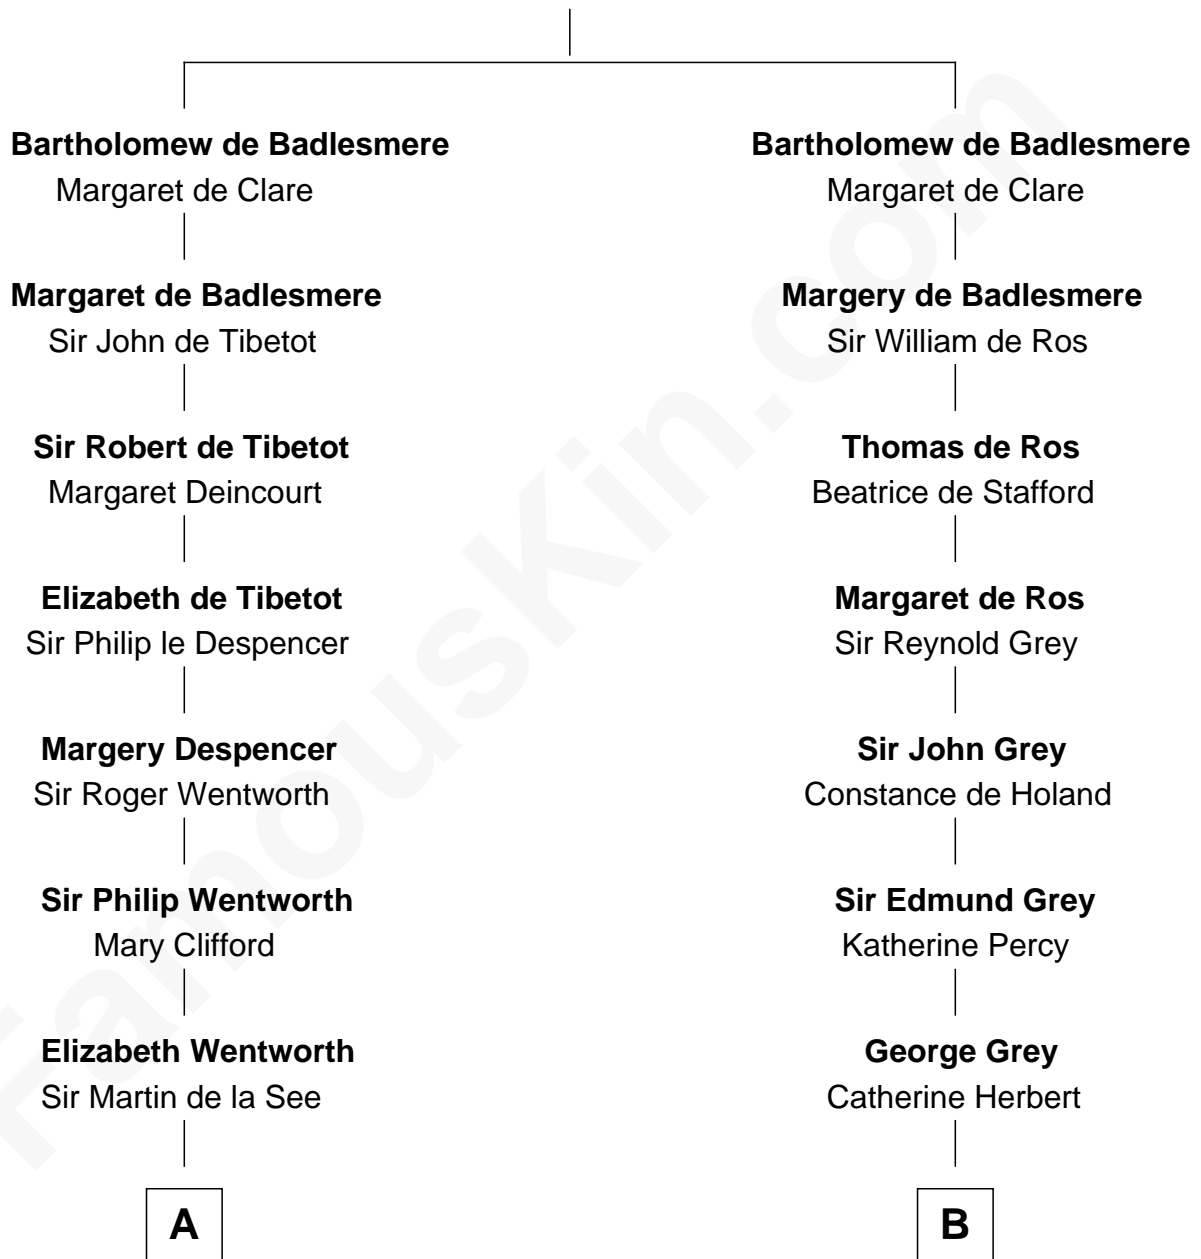 Bartholomew de Badlesmere
Margaret de Clare
Margaret de Badlesmere
Sir John de Tibetot
Sir Robert de Tibetot
Margaret Deincourt
Elizabeth de Tibetot
Sir Philip le Despencer
Margery Despencer
Sir Roger Wentworth
Sir Philip Wentworth
Mary Clifford
Elizabeth Wentworth
Sir Martin de la See
A
Bartholomew de Badlesmere
Margaret de Clare
Margery de Badlesmere
Sir William de Ros
Thomas de Ros
Beatrice de Stafford
Margaret de Ros
Sir Reynold Grey
Sir John Grey
Constance de Holand
Sir Edmund Grey
Katherine Percy
George Grey
Catherine Herbert
B
FamousKin.com